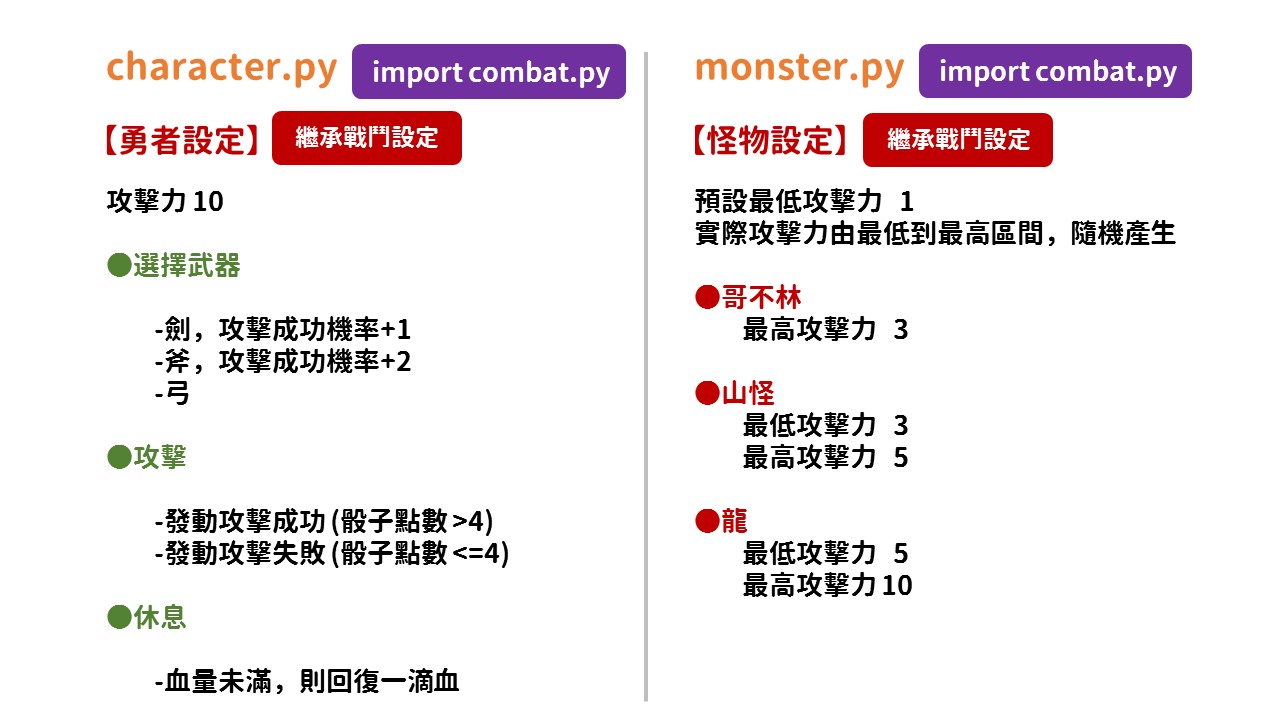 character.py
import combat.py
【勇者設定】
繼承戰鬥設定
攻擊力 10
●選擇武器
-劍，攻擊成功機率+1
-斧，攻擊成功機率+2
-弓
●攻擊
-發動攻擊成功 (骰子點數 >4)
-發動攻擊失敗 (骰子點數 <=4)
●休息
-血量未滿，則回復一滴血
monster.py
import combat.py
【怪物設定】
繼承戰鬥設定
預設最低攻擊力 1
實際攻擊力由最低到最高區間，隨機產生
●哥不林
最高攻擊力 3
●山怪
最低攻擊力 3
最高攻擊力 5
●龍
最低攻擊力 5
最高攻擊力 10